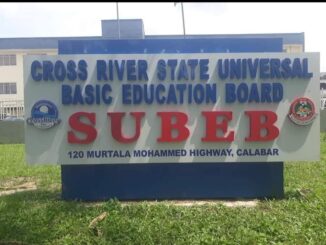 CROSS RIVER STATE UNIVERSAL
BASIC EDUCATION BOARD
SUBEB
120 MURTALA MOHAMMED HIGHWAY, CALABAR